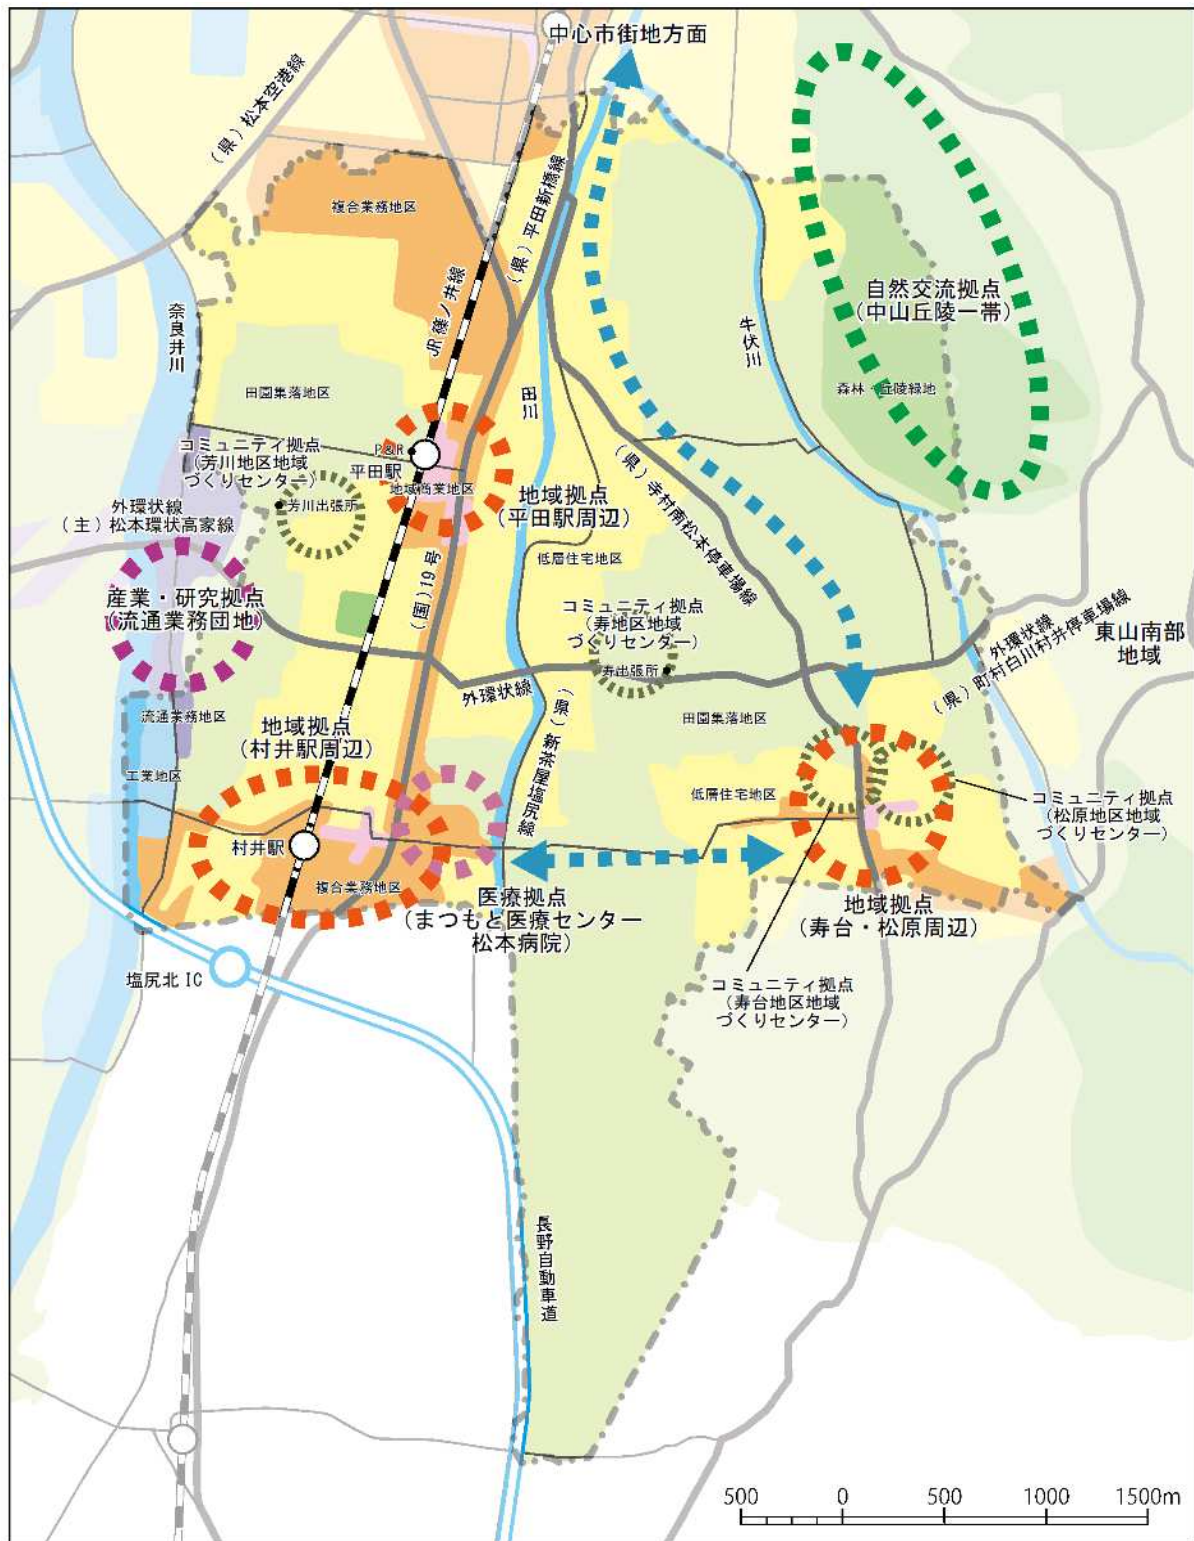 中心市街地方面
（県）松本空港線
複合業務地区
（県）平田新橋線
JR篠ノ井線
奈良井川
牛伏川
自然交流拠点
（中山丘陵一帯）
森林・丘陵緑地
田園集落地区
田川
コミュニティ拠点
（芳川地区地域
づくりセンター）
P&R
平田駅
地域商業地区
芳川出張所
地域拠点
（平田駅周辺）
（県）寺村南松本停車場線
外環状線
（主）松本環状高家線
低層住宅地区
産業・研究拠点
（流通業務団地）
（国）19号
コミュニティ拠点
（寿地区地域
づくりセンター）
寿出張所
外環状線
外環状線
（県）町村白川村井停車場線
東山南部
地域
流通業務地区
田園集落地区
地域拠点
（村井駅周辺）
工業地区
（県）新茶屋塩尻線
低層住宅地区
コミュニティ拠点
（松原地区地域
づくりセンター）
村井駅
複合業務地区
医療拠点
（まつもと医療センター
松本病院）
地域拠点
（寿台・松原周辺）
塩尻北IC
コミュニティ拠点
（寿台地区地域
づくりセンター）
長野自動車道
500 0 500 1000 1500m